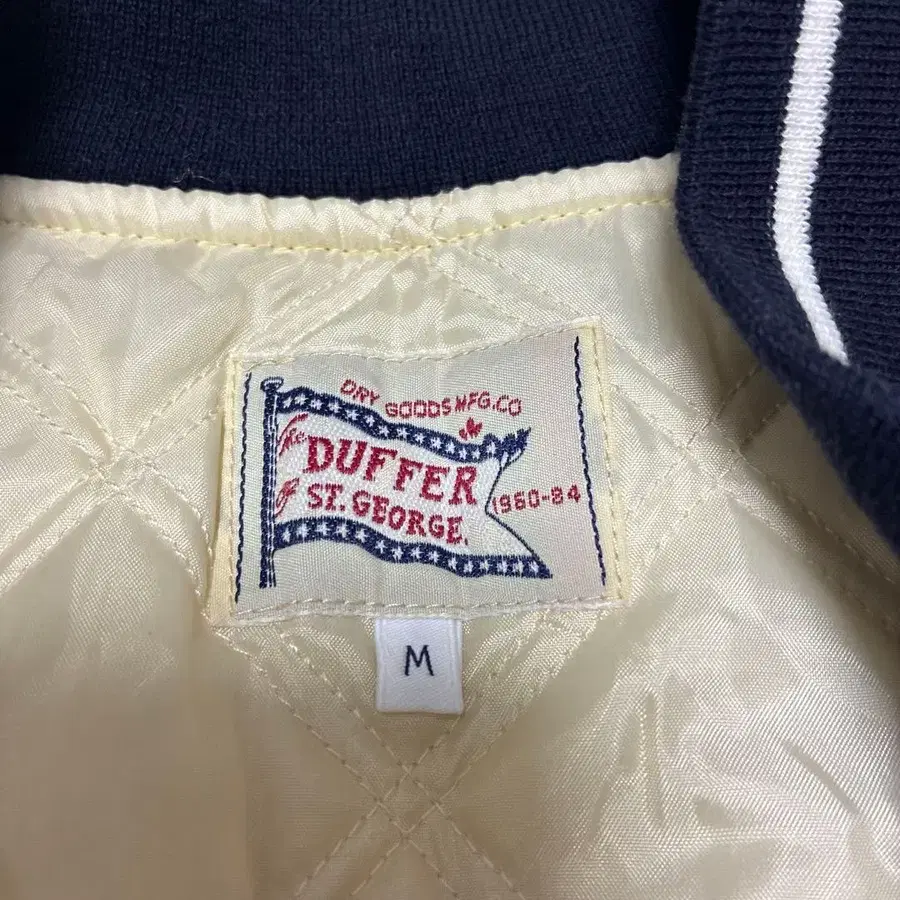 DRY GOODS MFG.CO
The
DUFFER
of
ST. GEORGE.
1960-84
M